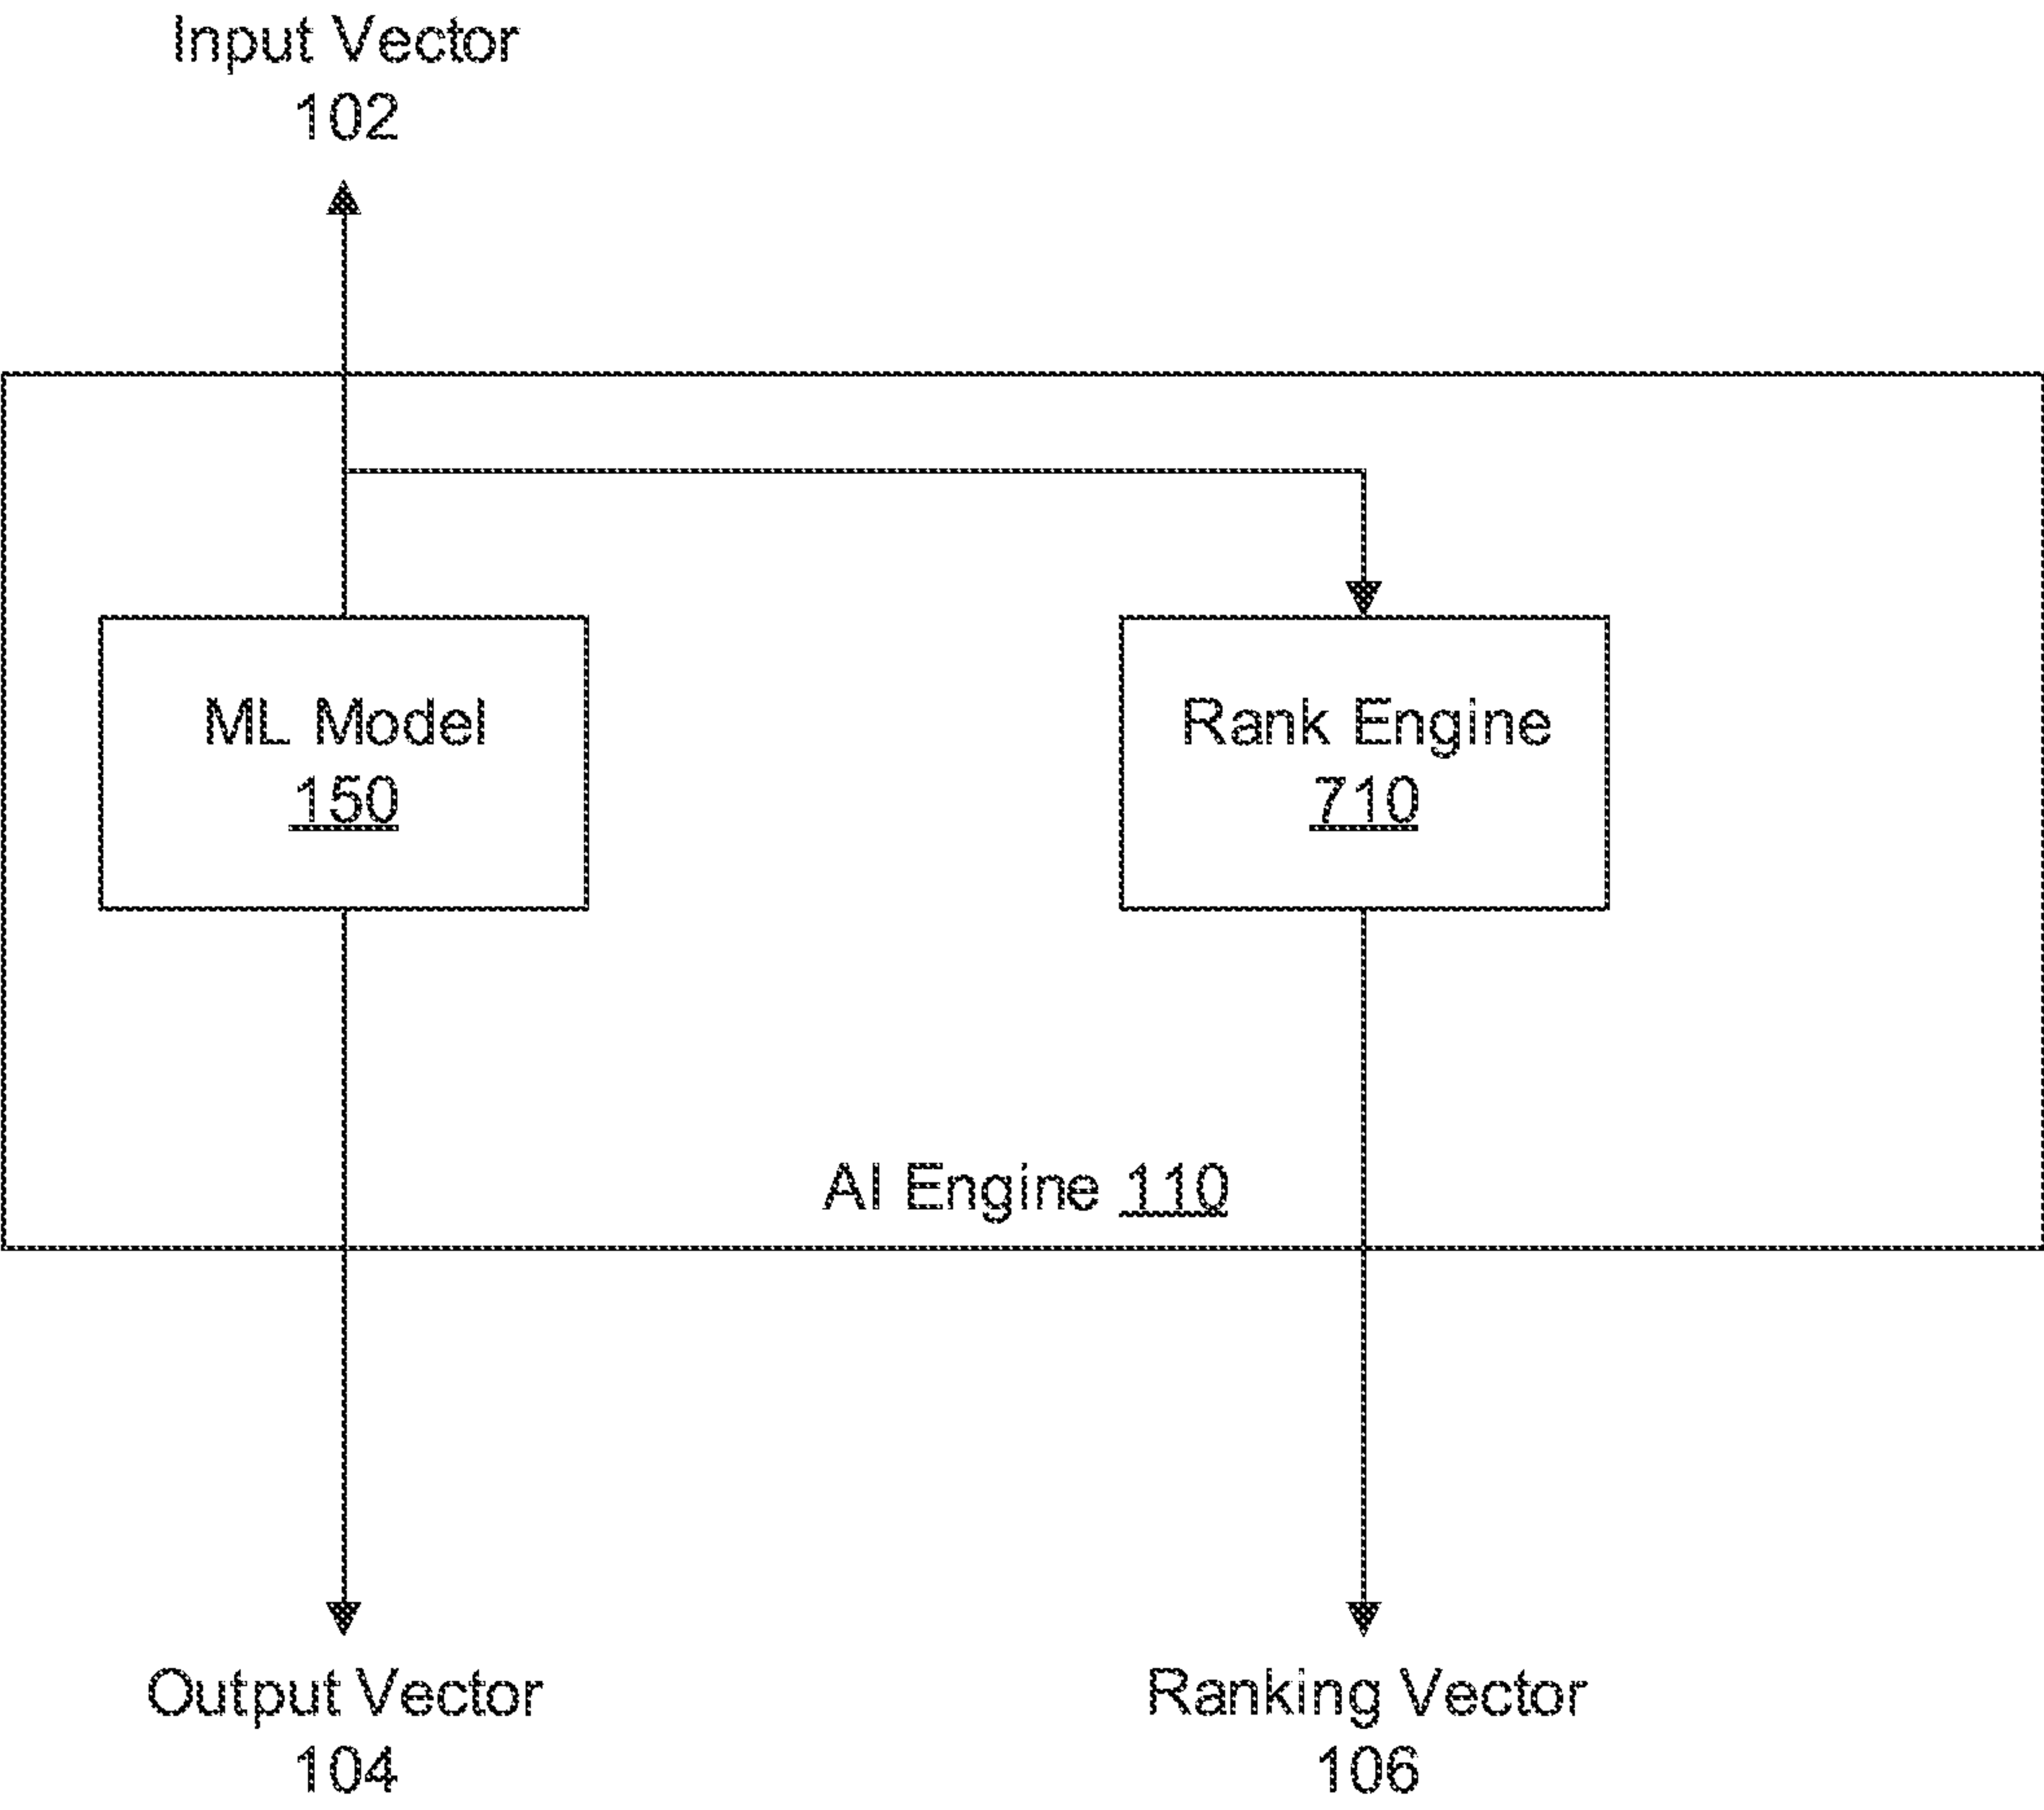 Input Vector
102
ML Model
150
Rank Engine
710
AI Engine 110
Output Vector
104
Ranking Vector
106